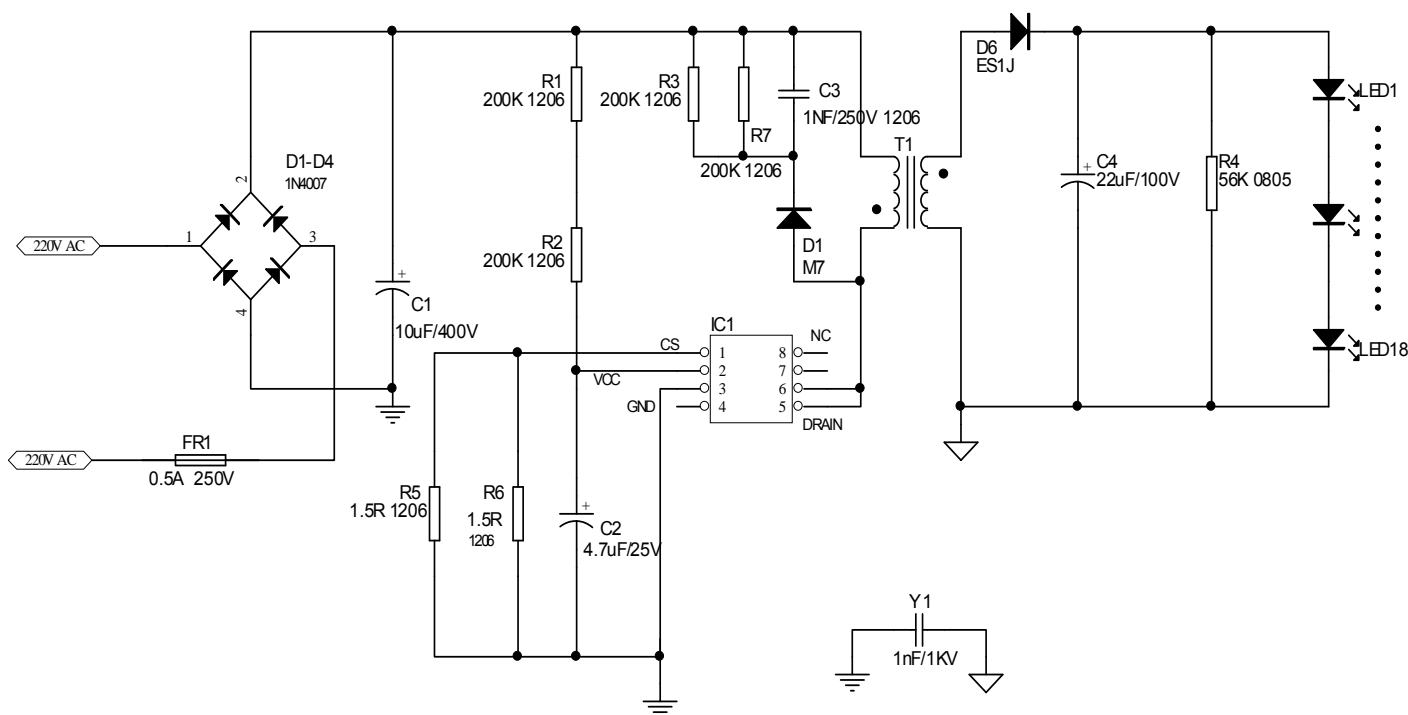 D6
ES1J
R1
200K 1206
R3
200K 1206
C3
1NF/250V 1206
LED1
R7
T1
D1-D4
1N4007
200K 1206
C4
22uF/100V
R4
56K 0805
2
220V AC
1
3
R2
200K 1206
D1
M7
4
C1
10uF/400V
IC1
NC
CS
1
8
LED18
VCC
2
7
3
6
GND
4
5
DRAIN
FR1
220V AC
0.5A 250V
R5
1.5R 1206
R6
1.5R
1206
C2
4.7uF/25V
Y1
1nF/1KV